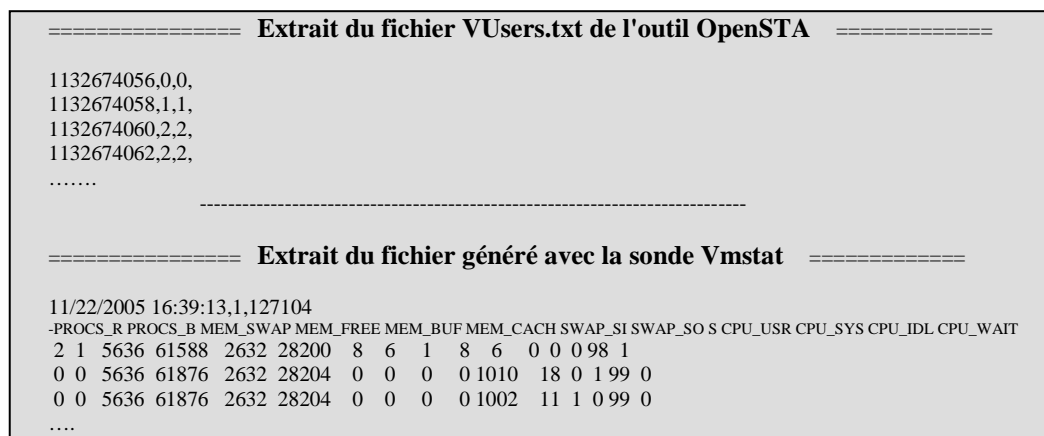 ================ Extrait du fichier VUsers.txt de l'outil OpenSTA =============
1132674056,0,0,
1132674058,1,1,
1132674060,2,2,
1132674062,2,2,
…….
------------------------------------------------------------------------------
================ Extrait du fichier généré avec la sonde Vmstat =============
11/22/2005 16:39:13,1,127104
-PROCS_R PROCS_B MEM_SWAP MEM_FREE MEM_BUF MEM_CACH SWAP_SI SWAP_SO S CPU_USR CPU_SYS CPU_IDL CPU_WAIT
2 1 5636 61588 2632 28200 8 6 1 8 6 0 0 0 98 1
0 0 5636 61876 2632 28204 0 0 0 0 1010 18 0 1 99 0
0 0 5636 61876 2632 28204 0 0 0 0 1002 11 1 0 99 0
….